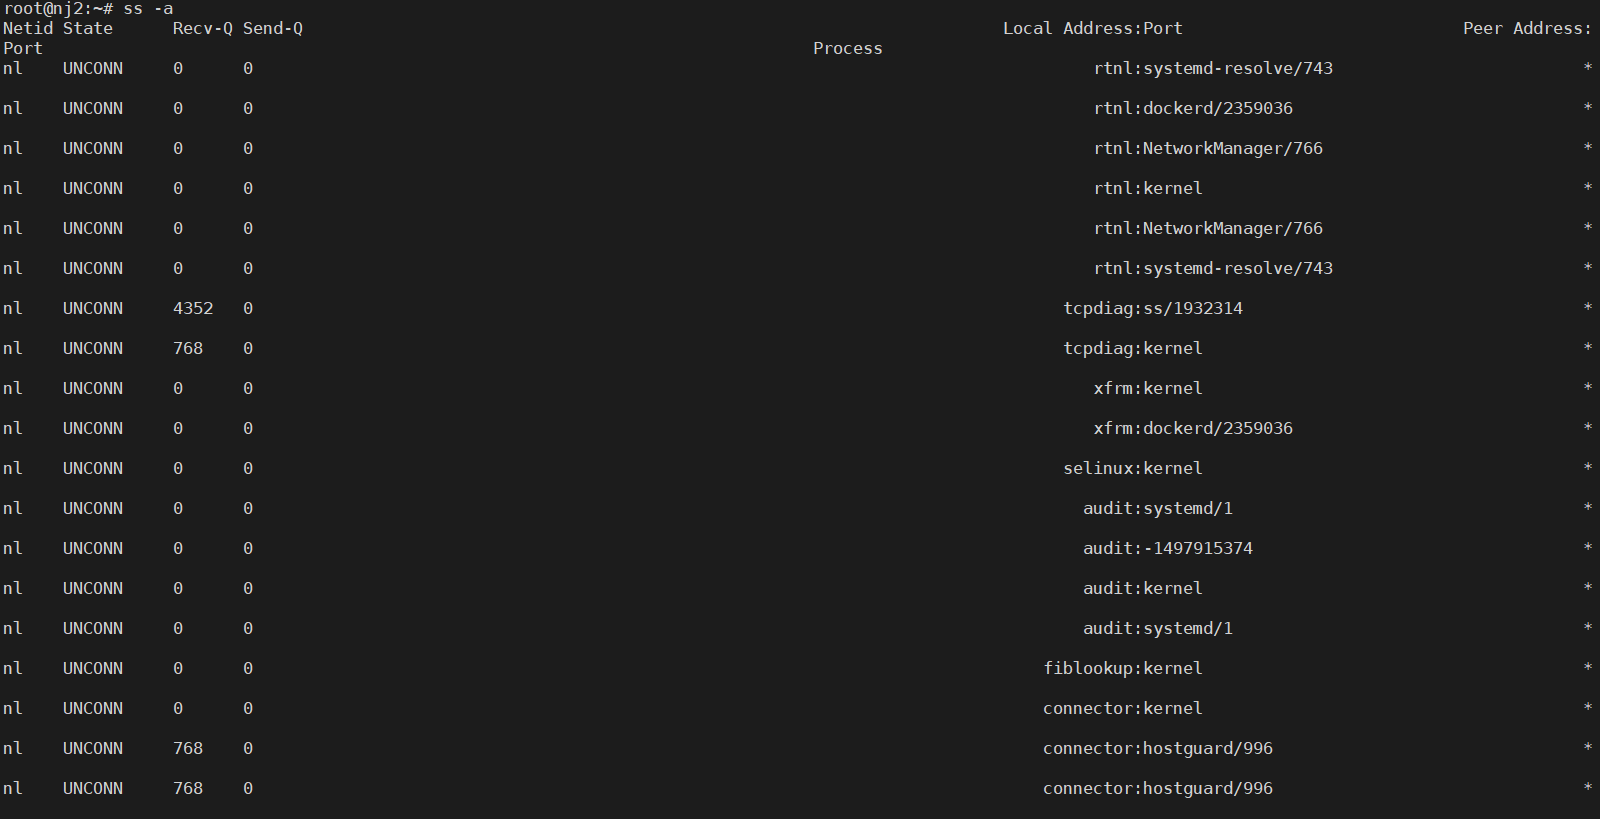 root@nj2:~# ss -a
Netid State Recv-Q Send-Q Local Address:Port Peer Address:
Port Process
nl UNCONN 0 0 rtnl:systemd-resolve/743 *
nl UNCONN 0 0 rtnl:dockerd/2359036 *
nl UNCONN 0 0 rtnl:NetworkManager/766 *
nl UNCONN 0 0 rtnl:kernel *
nl UNCONN 0 0 rtnl:NetworkManager/766 *
nl UNCONN 0 0 rtnl:systemd-resolve/743 *
nl UNCONN 4352 0 tcpdiag:ss/1932314 *
nl UNCONN 768 0 tcpdiag:kernel *
nl UNCONN 0 0 xfrm:kernel *
nl UNCONN 0 0 xfrm:dockerd/2359036 *
nl UNCONN 0 0 selinux:kernel *
nl UNCONN 0 0 audit:systemd/1 *
nl UNCONN 0 0 audit:-1497915374 *
nl UNCONN 0 0 audit:kernel *
nl UNCONN 0 0 audit:systemd/1 *
nl UNCONN 0 0 fiblookup:kernel *
nl UNCONN 0 0 connector:kernel *
nl UNCONN 768 0 connector:hostguard/996 *
nl UNCONN 768 0 connector:hostguard/996 *